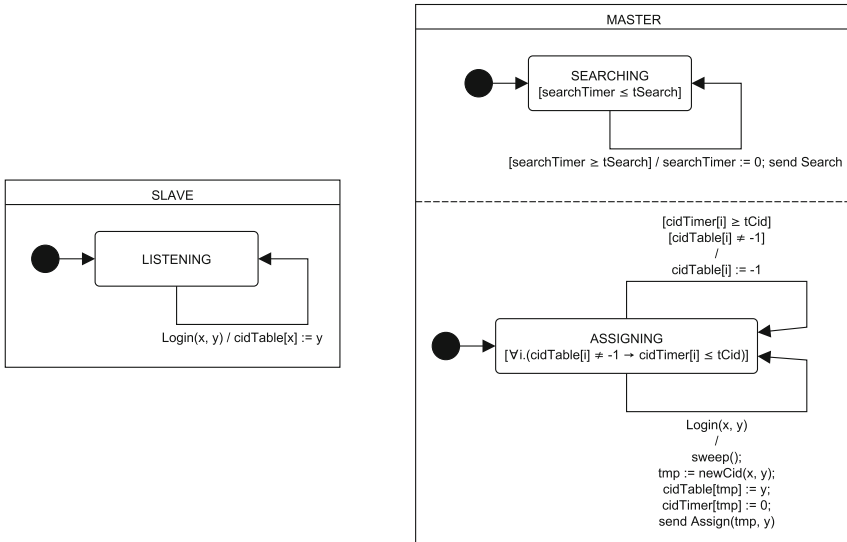 MASTER
SEARCHING
[searchTimer ≤ tSearch]
[searchTimer ≥ tSearch] / searchTimer := 0; send Search
SLAVE
LISTENING
Login(x, y) / cidTable[x] := y
[cidTimer[i] ≥ tCid]
[cidTable[i] ≠ -1]
/
cidTable[i] := -1
ASSIGNING
[∀i.(cidTable[i] ≠ -1 → cidTimer[i] ≤ tCid)]
Login(x, y)
/
sweep();
tmp := newCid(x, y);
cidTable[tmp] := y;
cidTimer[tmp] := 0;
send Assign(tmp, y)